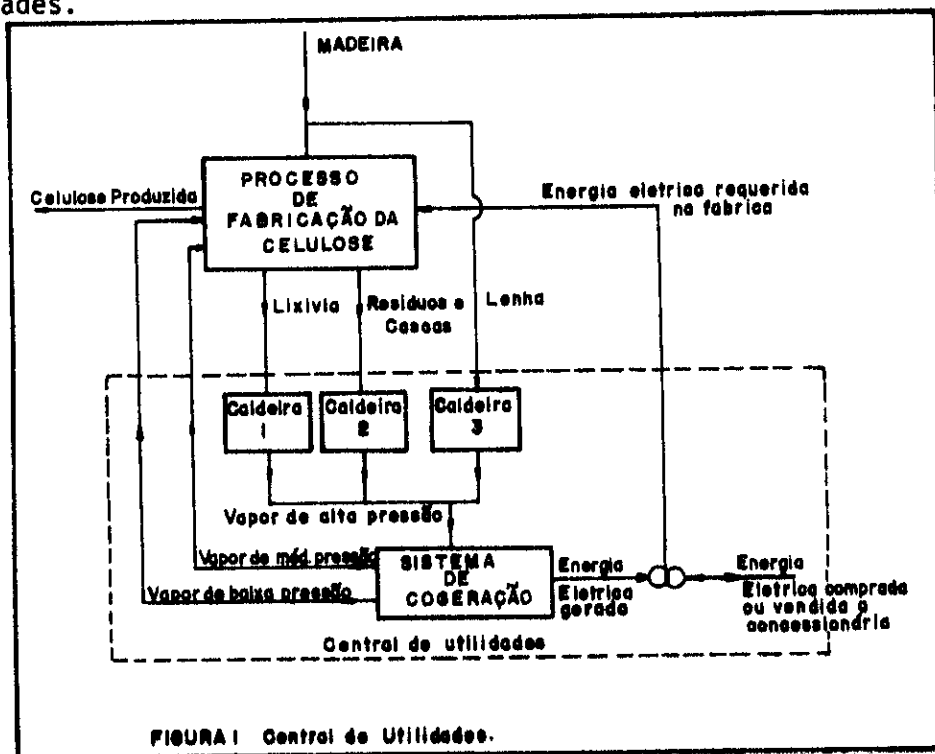 ades.
MADEIRA
PROCESSO
DE
FABRICAÇÃO DA
CELULOSE
Celulose Produzida
Energia eletrica requerida
na fabrica
Lixivia
Residuos e
Cascas
Lenha
Caldeira
1
Caldeira
2
Caldeira
3
Vapor de alta pressão
Vapor de méd. pressão
Vapor de baixa pressão
SISTEMA
DE
COGERAÇÃO
Energia
Eletrica
gerada
Energia
Eletrica comprada
ou vendida a
concessionária
Central de utilidades
FIGURA 1 Central de Utilidades.